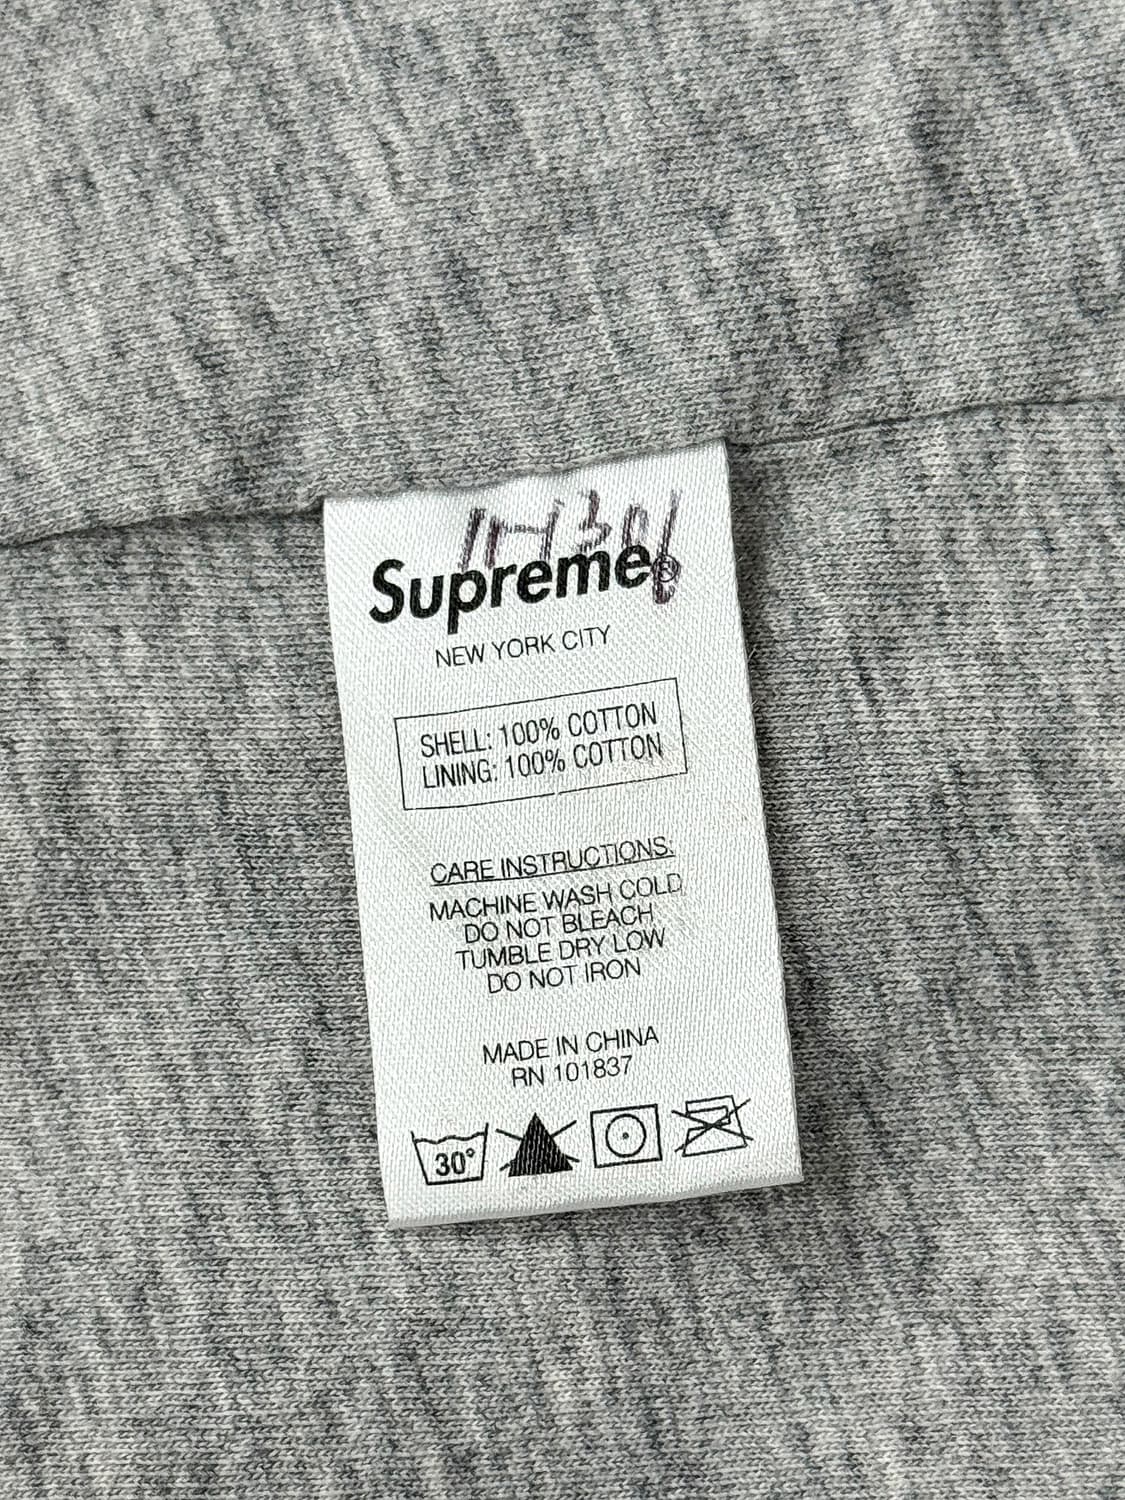 Supreme®
NEW YORK CITY
SHELL: 100% COTTON
LINING: 100% COTTON
CARE INSTRUCTIONS:
MACHINE WASH COLD
DO NOT BLEACH
TUMBLE DRY LOW
DO NOT IRON
MADE IN CHINA
RN 101837
30°